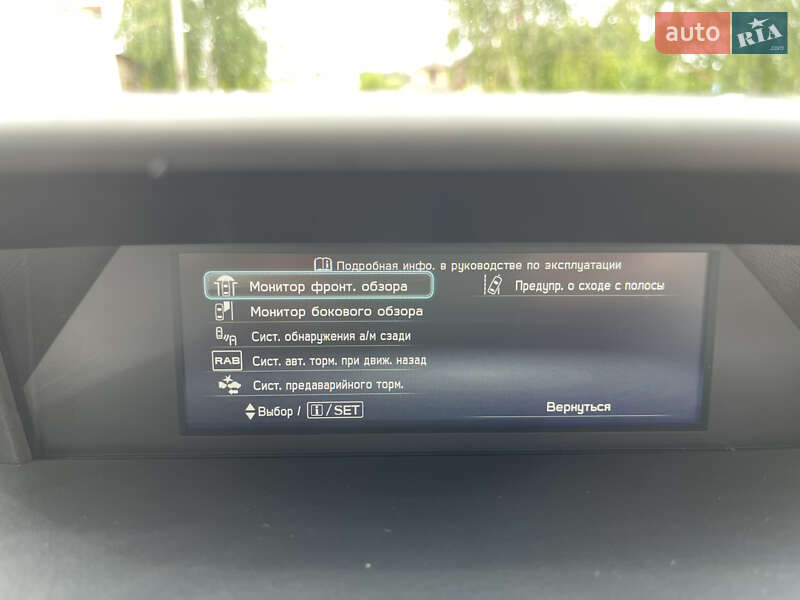 auto RIA
.com
Подробная инфо. в руководстве по эксплуатации
Монитор фронт. обзора
Предупр. о сходе с полосы
Монитор бокового обзора
Сист. обнаружения а/м сзади
RAB Сист. авт. торм. при движ. назад
Сист. предаварийного торм.
Выбор / i/SET
Вернуться